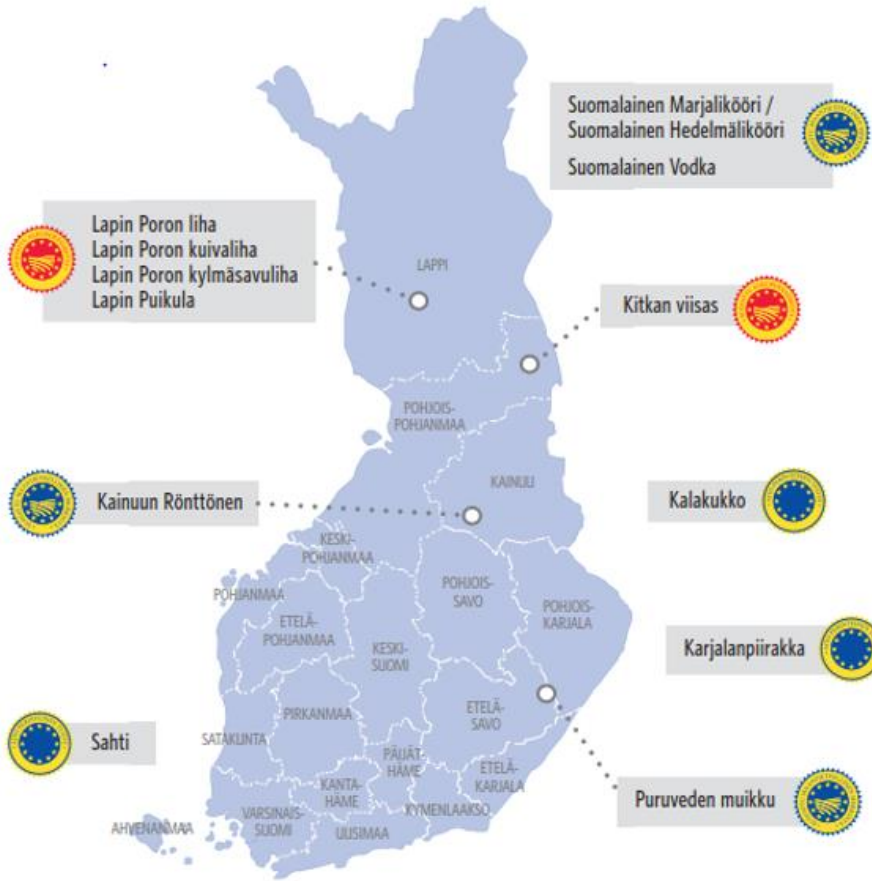 Suomalainen Marjalikööri /
Suomalainen Hedelmälikööri
Suomalainen Vodka
Lapin Poron liha
Lapin Poron kuivaliha
Lapin Poron kylmäsavuliha
Lapin Puikula
LAPPI
Kitkan viisas
POHJOIS-
POHJANMAA
KAINUU
Kainuun Rönttönen
Kalakukko
KESKI-
POHJANMAA
POHJANMAA
POHJOIS-
SAVO
POHJOIS-
KARJALA
ETELÄ-
POHJANMAA
KESKI-
SUOMI
Karjalanpiirakka
PIRKANMAA
ETELÄ-
SAVO
SATAKUNTA
Sahti
PÄIJÄT-
HÄME
ETELÄ-
KARJALA
KANTA-
HÄME
KYMENLAAKSO
Puruveden muikku
AHVENANMAA
VARSINAIS-
SUOMI
UUSIMAA